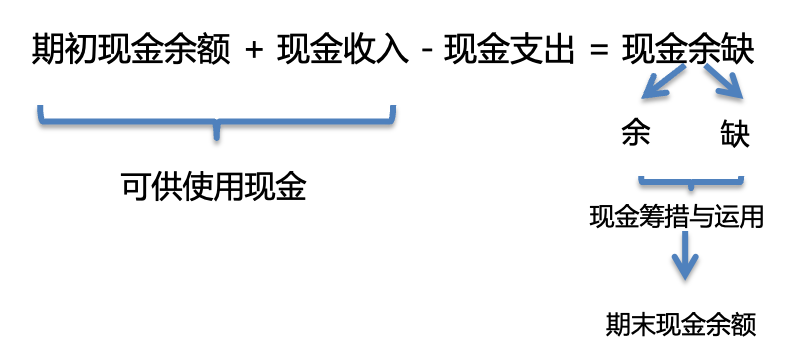 期初现金余额 + 现金收入 - 现金支出 = 现金余缺
余 缺
可供使用现金
现金筹措与运用
期末现金余额